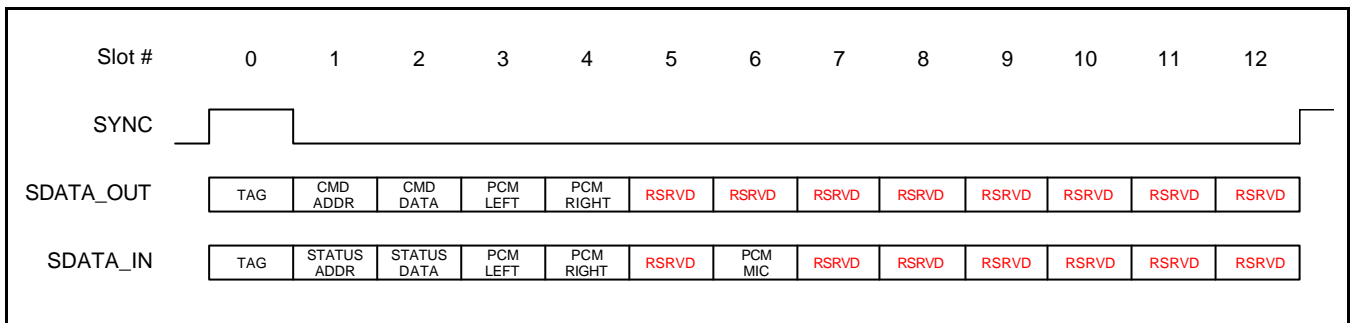 Slot # 0 1 2 3 4 5 6 7 8 9 10 11 12
SYNC
SDATA_OUT TAG CMD ADDR CMD DATA PCM LEFT PCM RIGHT RSRVD RSRVD RSRVD RSRVD RSRVD RSRVD RSRVD RSRVD
SDATA_IN TAG STATUS ADDR STATUS DATA PCM LEFT PCM RIGHT RSRVD PCM MIC RSRVD RSRVD RSRVD RSRVD RSRVD RSRVD